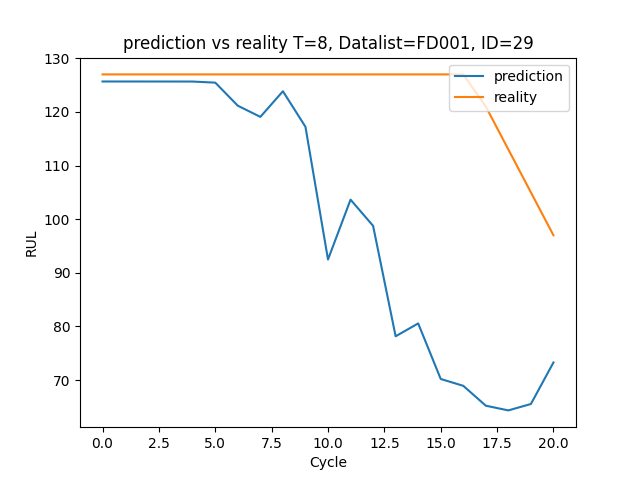 prediction vs reality T=8, Datalist=FD001, ID=29
prediction
reality
RUL
130
120
110
100
90
80
70
0.0 2.5 5.0 7.5 10.0 12.5 15.0 17.5 20.0
Cycle